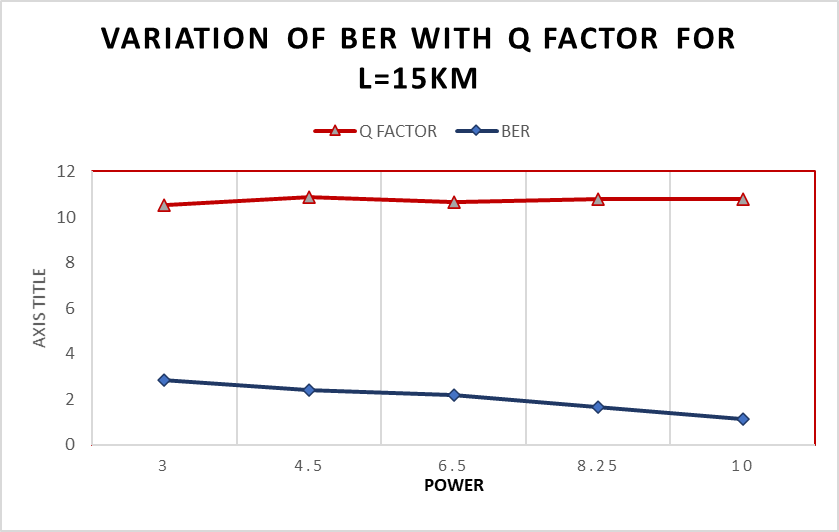 VARIATION OF BER WITH Q FACTOR FOR
L=15KM
Q FACTOR BER
12
10
8
6
4
2
0
AXIS TITLE
3 4.5 6.5 8.25 10
POWER